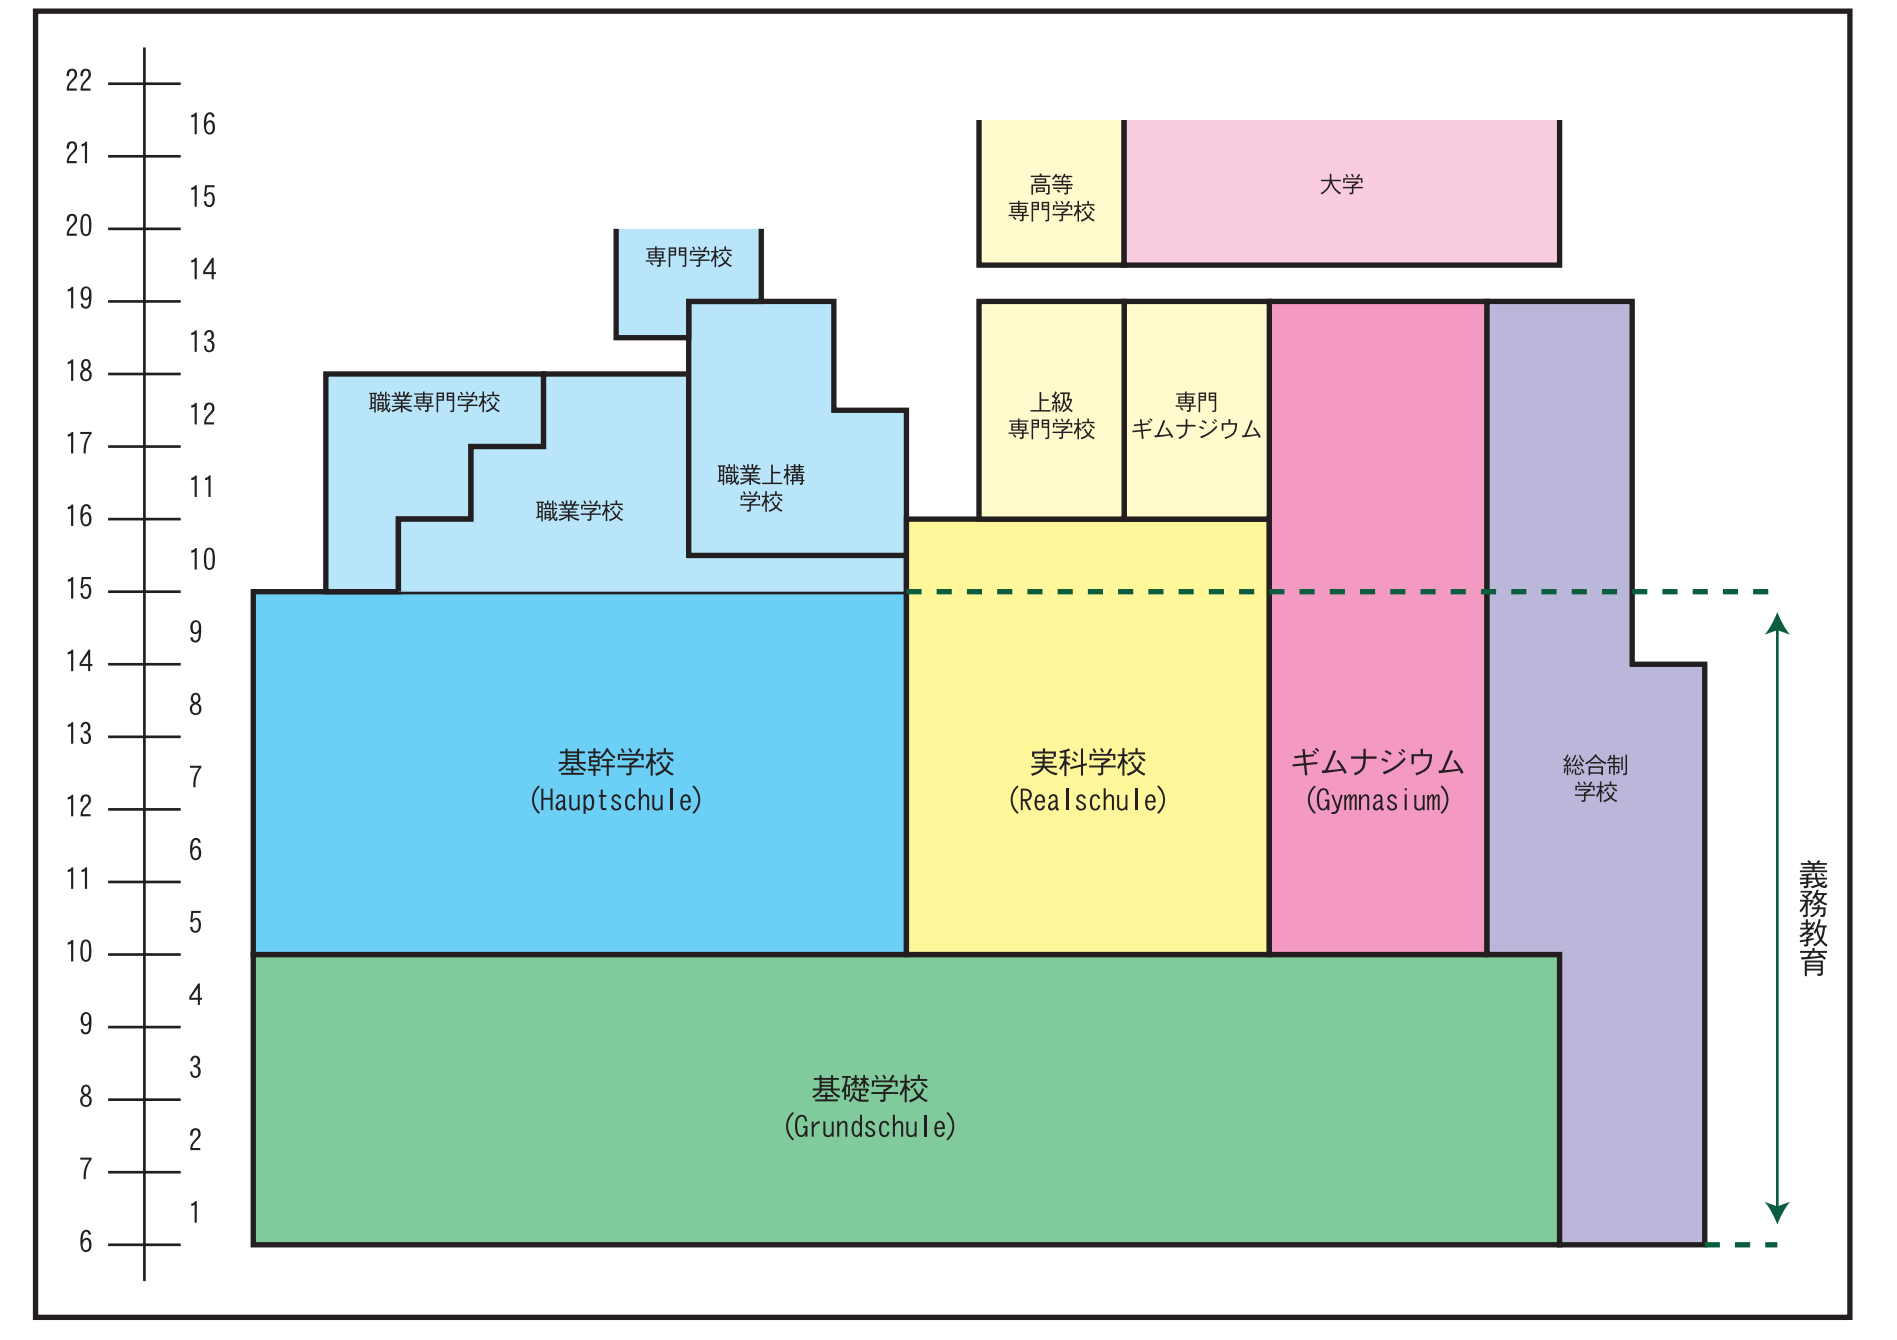 22
16
21
15
20
14
19
13
18
12
17
11
16
10
15
9
14
8
13
7
12
6
11
5
10
4
9
3
8
2
7
1
6
高等
専門学校
大学
専門学校
職業専門学校
職業学校
職業上構
学校
上級
専門学校
専門
ギムナジウム
基幹学校
(Hauptschule)
実科学校
(Realschule)
ギムナジウム
(Gymnasium)
総合制
学校
義務教育
基礎学校
(Grundschule)